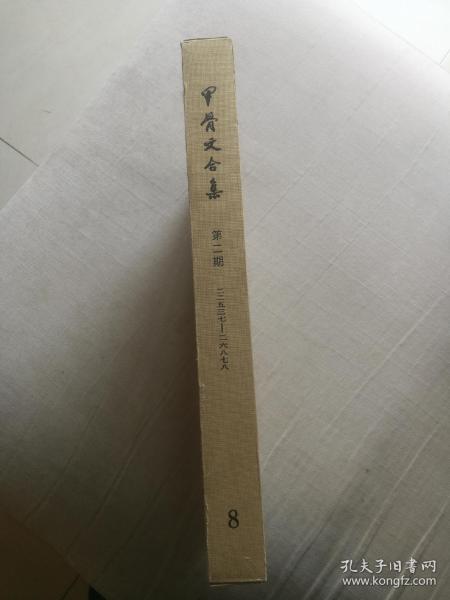 甲骨文合集
第二期
二二五三七—二六八七八
8
孔夫子旧书网
www.kongfz.com